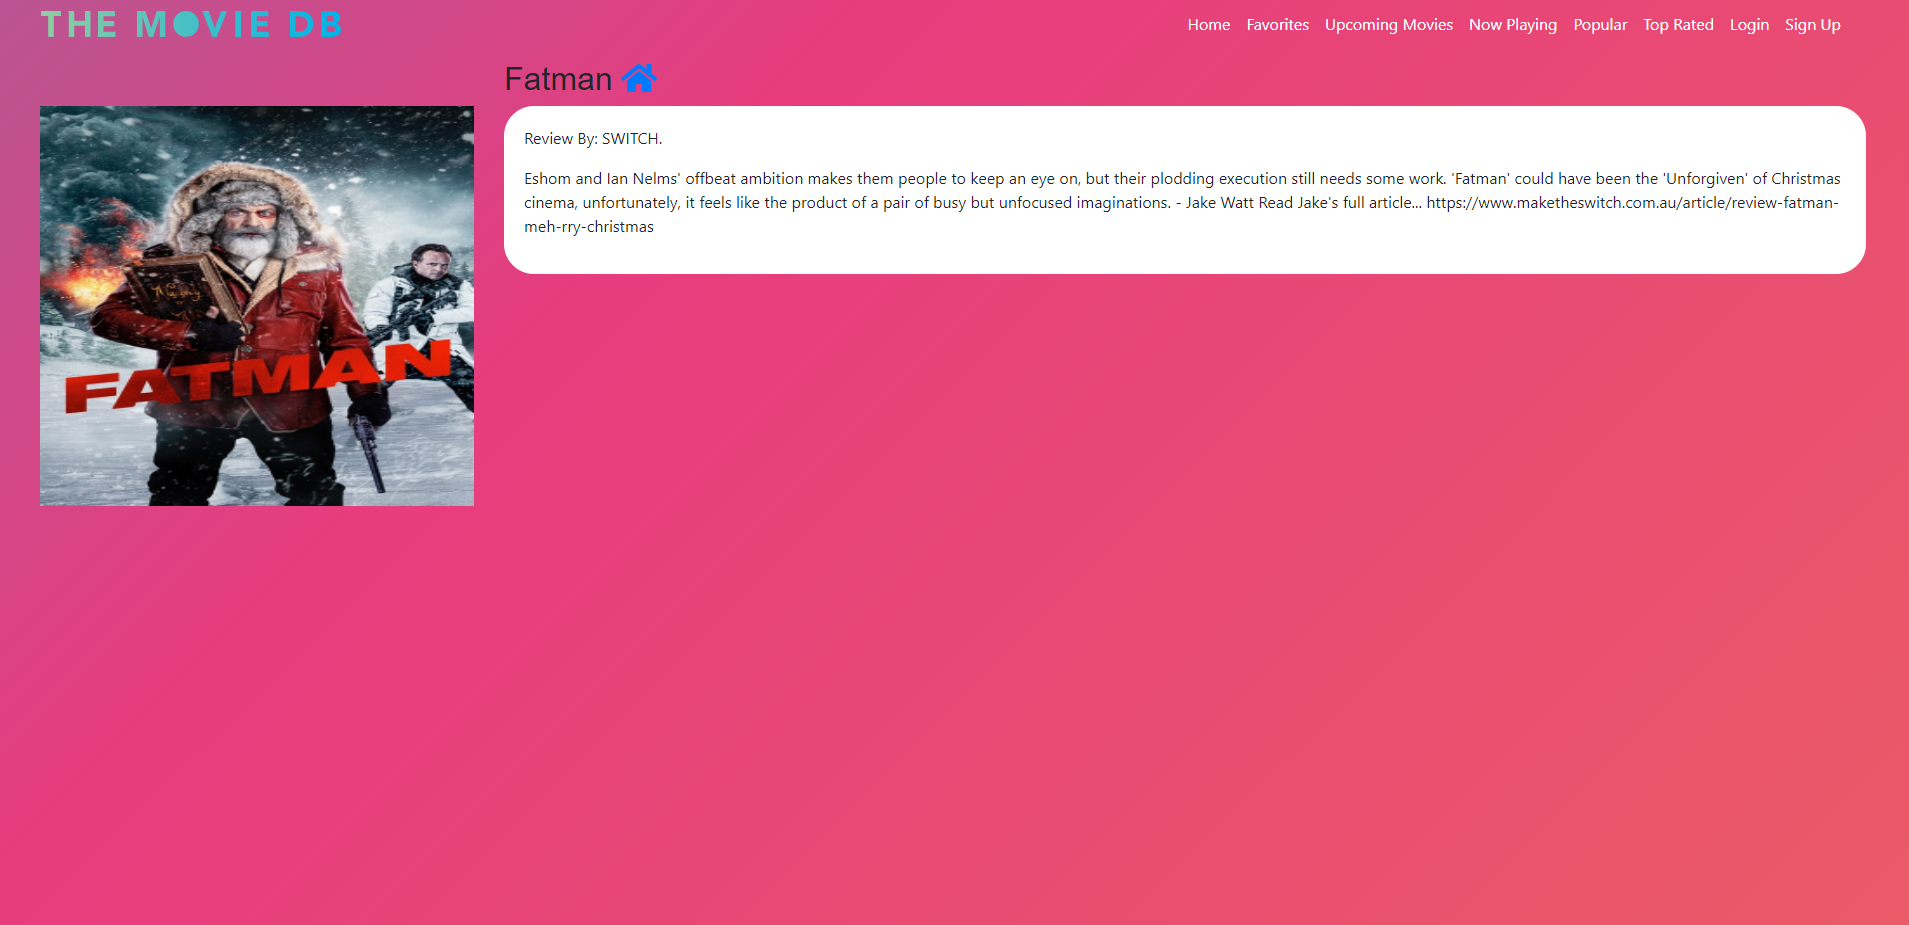 THE MOVIE DB
Home Favorites Upcoming Movies Now Playing Popular Top Rated Login Sign Up
Fatman
Naughty
FATMAN
Review By: SWITCH.
Eshom and Ian Nelms' offbeat ambition makes them people to keep an eye on, but their plodding execution still needs some work. 'Fatman' could have been the 'Unforgiven' of Christmas
cinema, unfortunately, it feels like the product of a pair of busy but unfocused imaginations. - Jake Watt Read Jake's full article... https://www.maketheswitch.com.au/article/review-fatman-
meh-rry-christmas